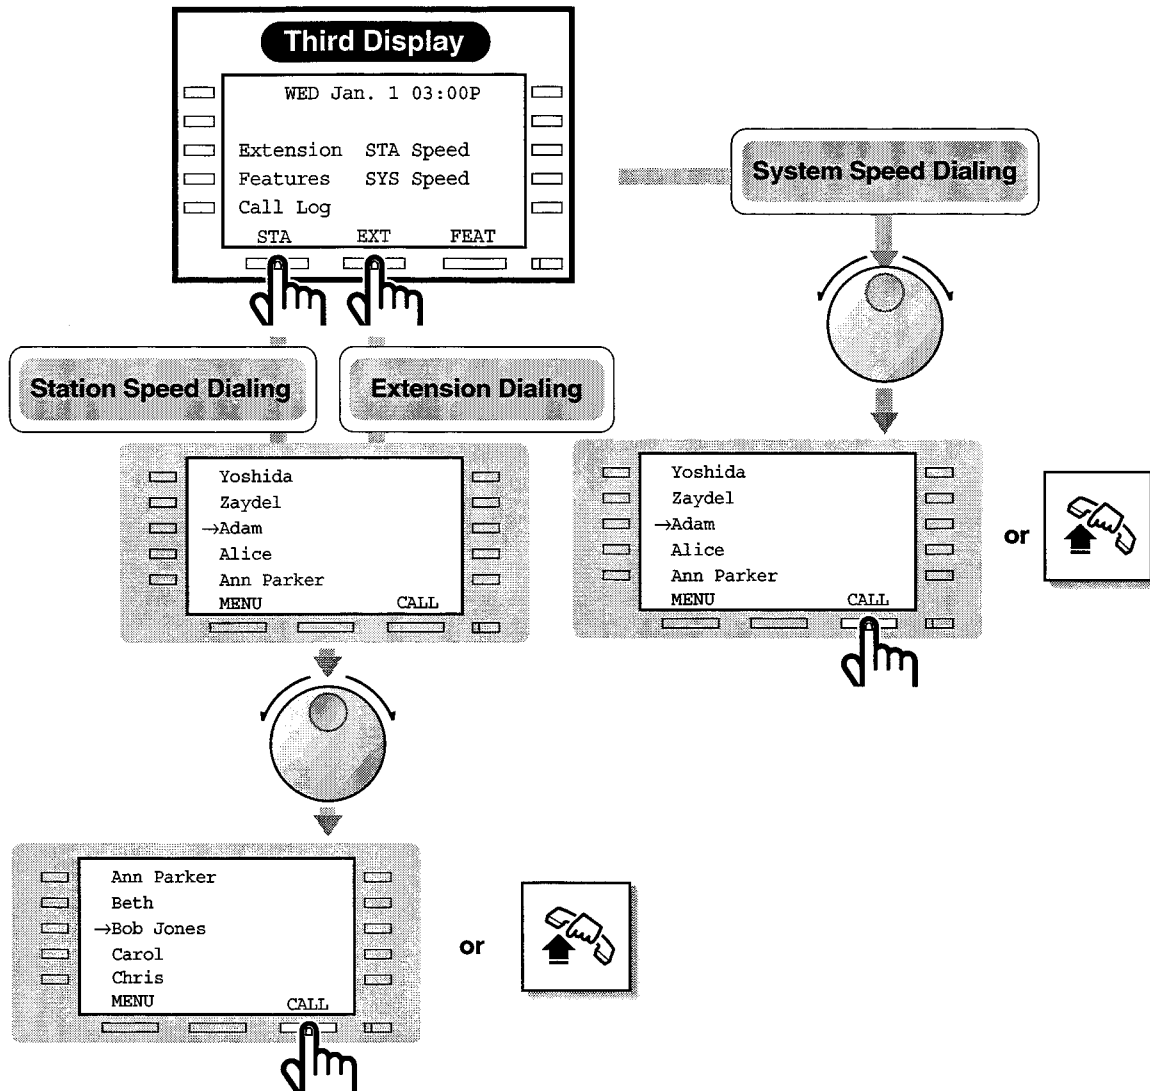 Third Display
WED Jan. 1 03:00P
Extension STA Speed
Features SYS Speed
Call Log
STA EXT FEAT
System Speed Dialing
Station Speed Dialing
Extension Dialing
Yoshida
Zaydel
→Adam
Alice
Ann Parker
MENU CALL
Yoshida
Zaydel
→Adam
Alice
Ann Parker
MENU CALL
or
Ann Parker
Beth
→Bob Jones
Carol
Chris
MENU CALL
or